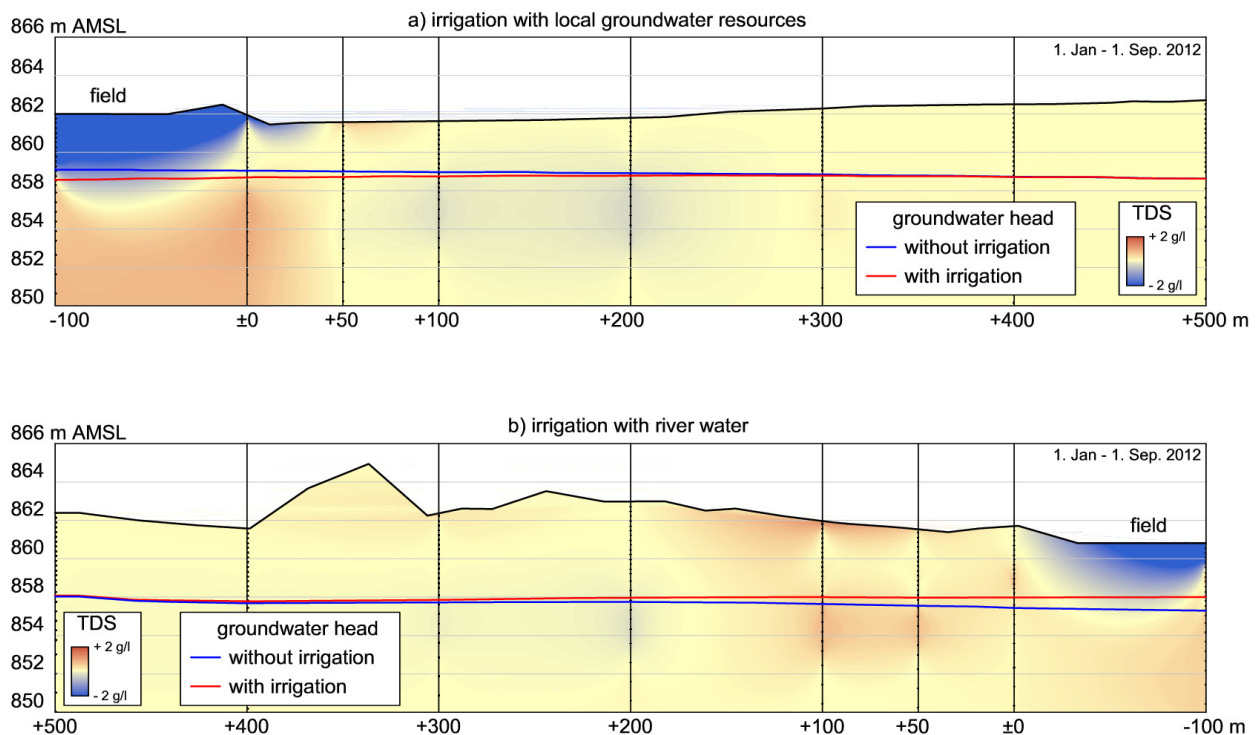 a) irrigation with local groundwater resources
866 m AMSL
1. Jan - 1. Sep. 2012
864
field
862
860
858
854
852
850
groundwater head
without irrigation
with irrigation
TDS
+ 2 g/l
- 2 g/l
-100 ±0 +50 +100 +200 +300 +400 +500 m
b) irrigation with river water
866 m AMSL
1. Jan - 1. Sep. 2012
864
862
field
860
858
854
852
850
TDS
+ 2 g/l
- 2 g/l
groundwater head
without irrigation
with irrigation
+500 +400 +300 +200 +100 +50 ±0 -100 m